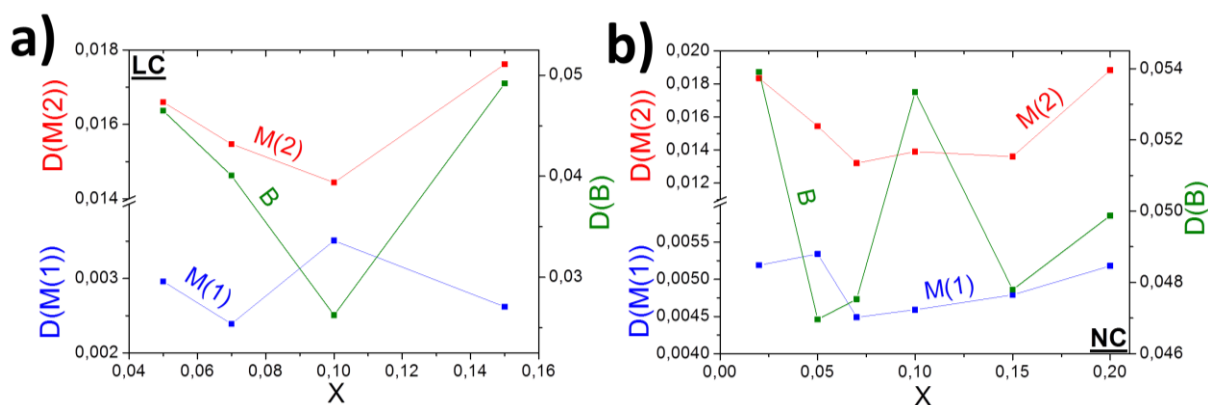 a)
LC
0,018
0,016
0,014
0,003
0,002
D(M(2))
D(M(1))
0,05
0,04
0,03
D(B)
M(2)
B
M(1)
0,04 0,06 0,08 0,10 0,12 0,14 0,16
X
b)
0,020
0,018
0,016
0,014
0,012
0,0055
0,0050
0,0045
0,0040
D(M(2))
D(M(1))
0,054
0,052
0,050
0,048
0,046
D(B)
M(2)
B
M(1)
NC
0,00 0,05 0,10 0,15 0,20
X